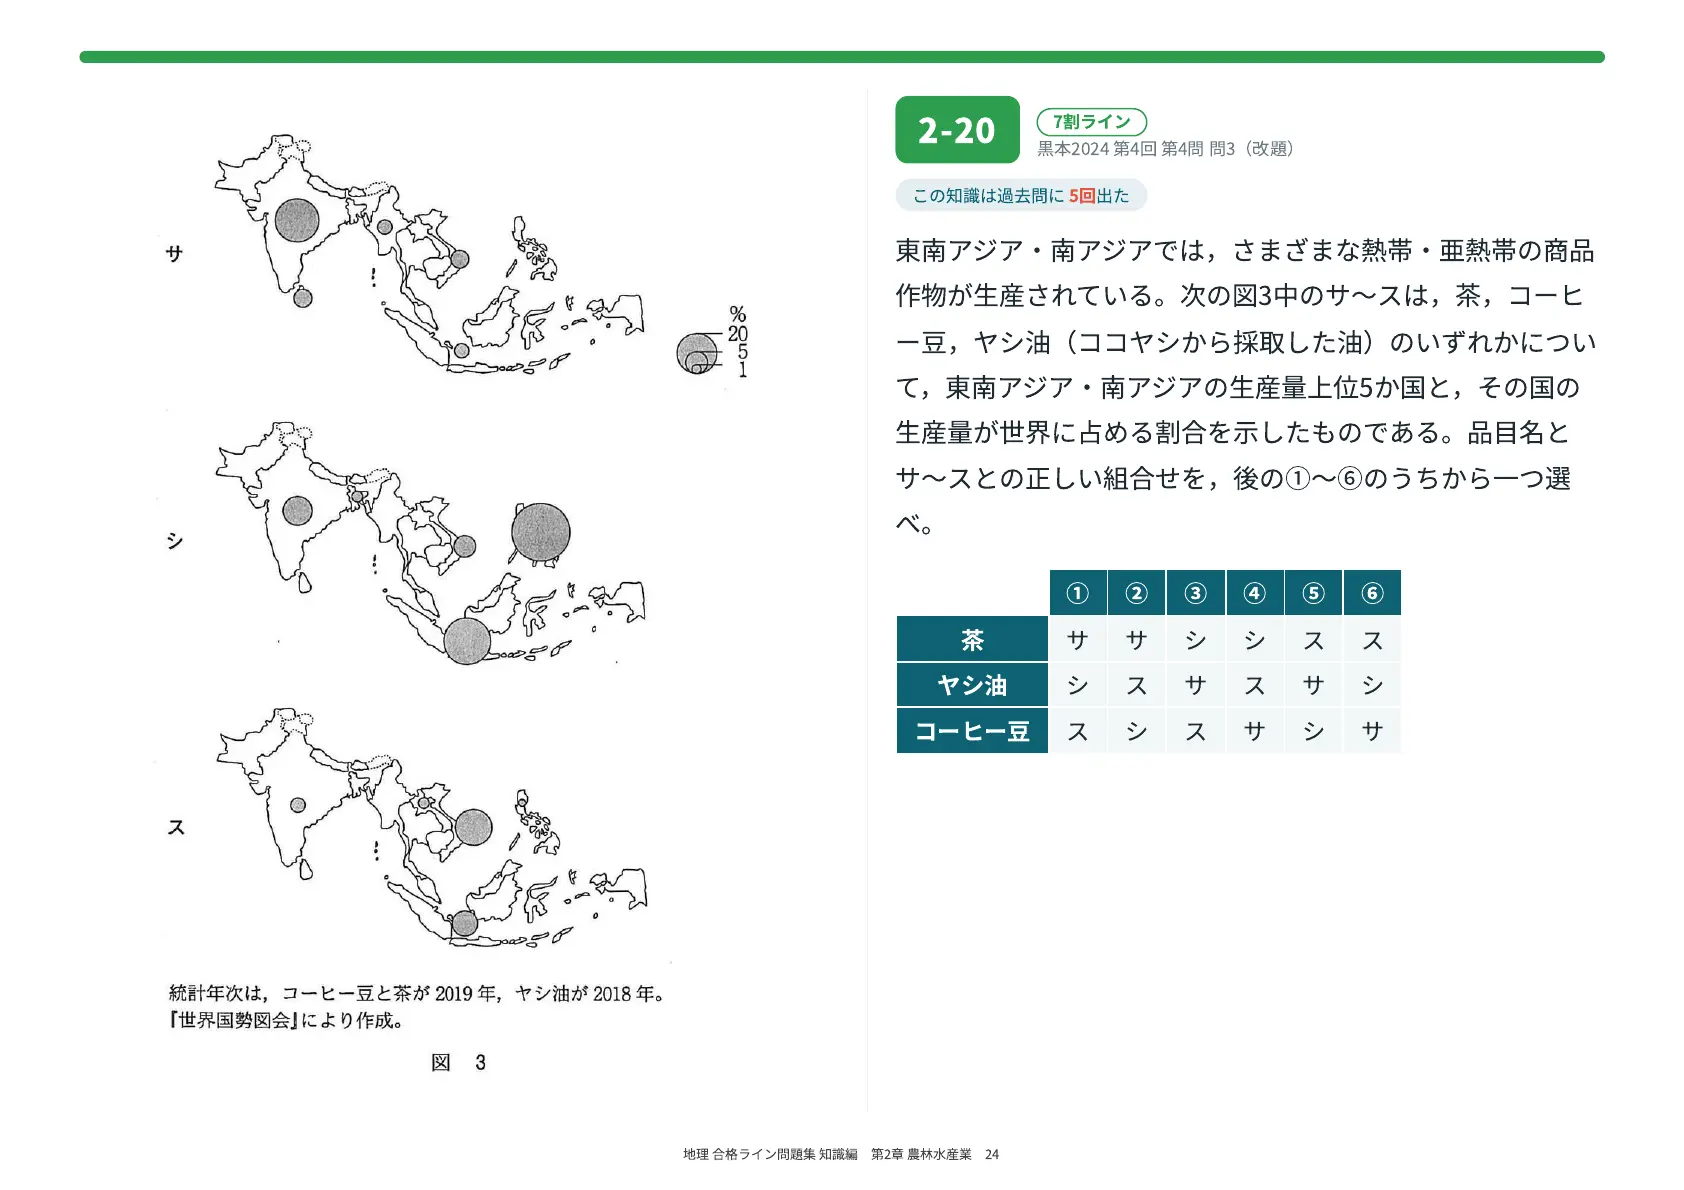 サ
%
20
5
1
シ
ス
統計年次は，コーヒー豆と茶が 2019 年，ヤシ油が 2018 年。
『世界国勢図会』により作成。
図 3
2-20
7割ライン
黒本2024 第4回 第4問 問3（改題）
この知識は過去問に 5回出た
東南アジア・南アジアでは，さまざまな熱帯・亜熱帯の商品
作物が生産されている。次の図3中のサ～スは，茶，コーヒ
ー豆，ヤシ油（ココヤシから採取した油）のいずれかについ
て，東南アジア・南アジアの生産量上位5か国と，その国の
生産量が世界に占める割合を示したものである。品目名と
サ～スとの正しい組合せを，後の①～⑥のうちから一つ選
べ。
① ② ③ ④ ⑤ ⑥
茶 サ サ シ シ ス ス
ヤシ油 シ ス サ ス サ シ
コーヒー豆 ス シ ス サ シ サ
地理 合格ライン問題集 知識編　第2章 農林水産業　24